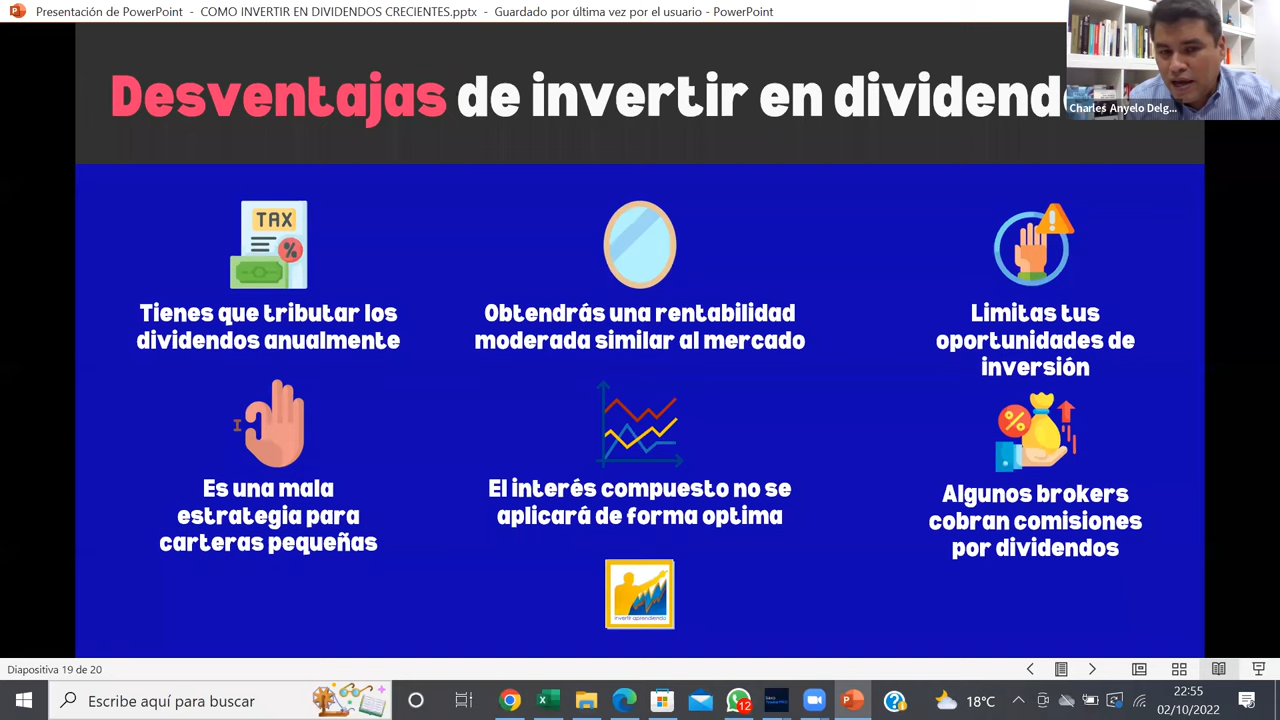 Presentación de PowerPoint - COMO INVERTIR EN DIVIDENDOS CRECIENTES.pptx - Guardado por última vez por el usuario - PowerPoint
Desventajas de invertir en dividend
Charles Anyelo Delg...
TAX
%
Tienes que tributar los
dividendos anualmente
Obtendrás una rentabilidad
moderada similar al mercado
Limitas tus
oportunidades de
inversión
Es una mala
estrategia para
carteras pequeñas
El interés compuesto no se
aplicará de forma optima
%
Algunos brokers
cobran comisiones
por dividendos
invertir aprendiendo
Diapositiva 19 de 20
Escribe aquí para buscar
12
18°C
22:55
02/10/2022